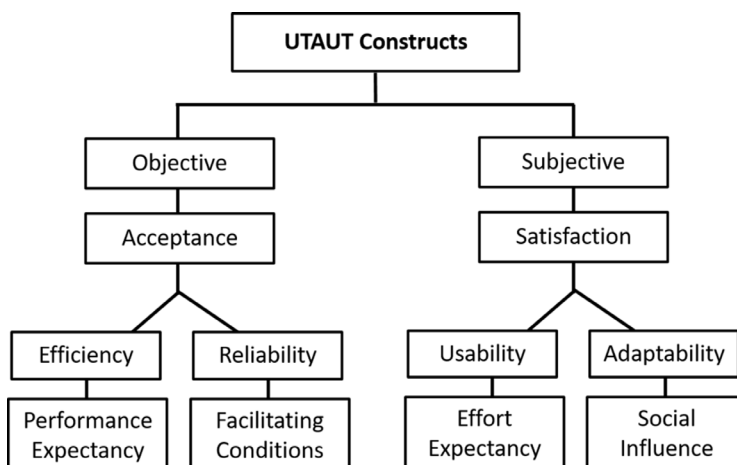 UTAUT Constructs
Objective
Subjective
Acceptance
Satisfaction
Efficiency
Reliability
Usability
Adaptability
Performance
Expectancy
Facilitating
Conditions
Effort
Expectancy
Social
Influence